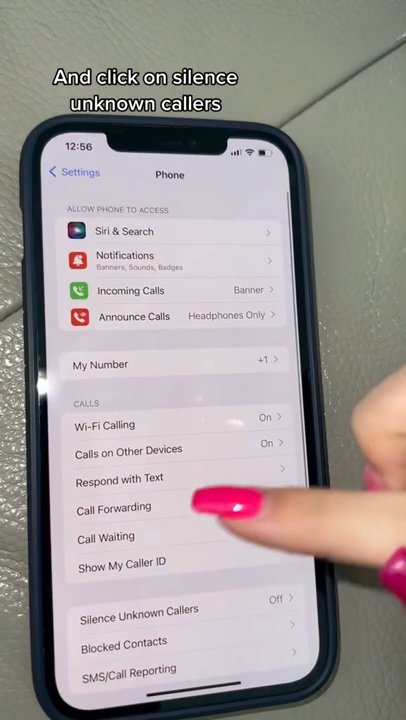 And click on silence
unknown callers
12:56
Settings
Phone
ALLOW PHONE TO ACCESS
Siri & Search
Notifications
Banners, Sounds, Badges
Incoming Calls Banner
Announce Calls Headphones Only
My Number +1
CALLS
Wi-Fi Calling On
Calls on Other Devices On
Respond with Text
Call Forwarding
Call Waiting
Show My Caller ID
Silence Unknown Callers Off
Blocked Contacts
SMS/Call Reporting